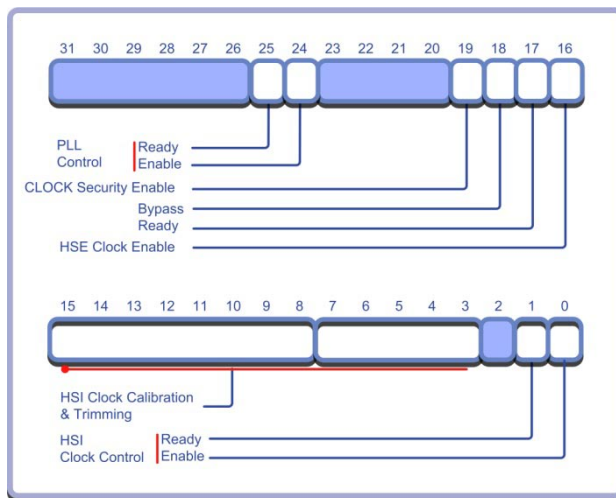 31 30 29 28 27 26 25 24 23 22 21 20 19 18 17 16
PLL Control
Ready
Enable
CLOCK Security Enable
Bypass
Ready
HSE Clock Enable
15 14 13 12 11 10 9 8 7 6 5 4 3 2 1 0
HSI Clock Calibration
& Trimming
HSI
Clock Control
Ready
Enable